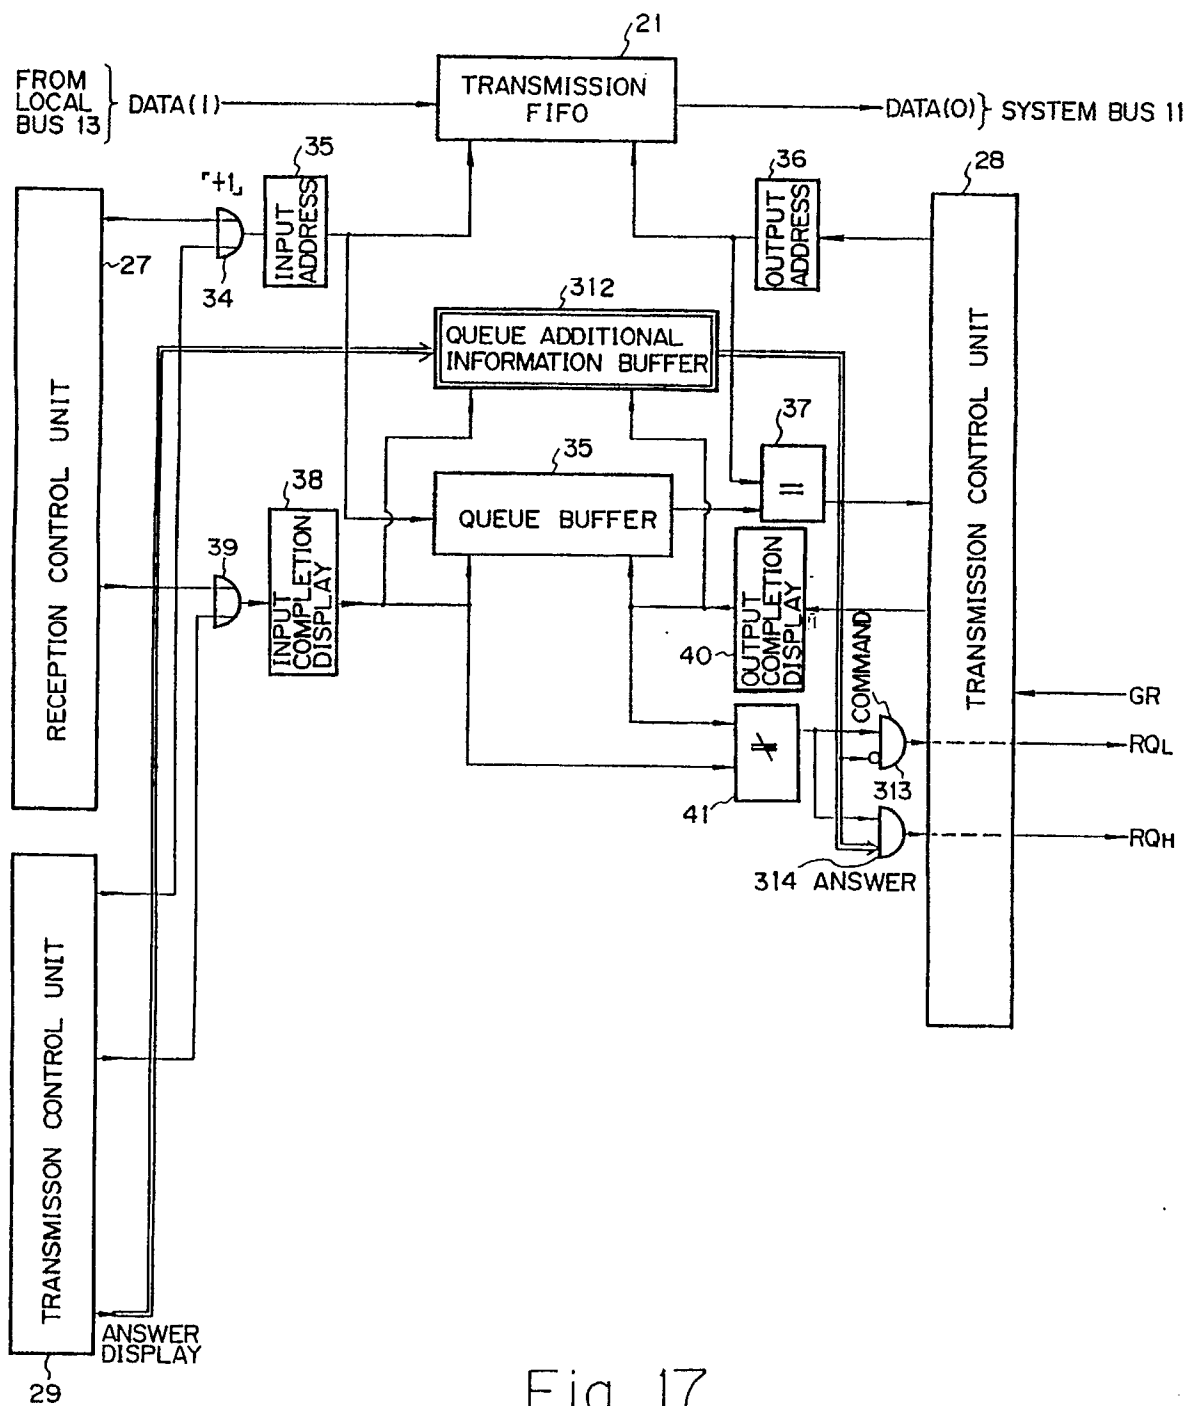 21
FROM
LOCAL
BUS 13
DATA(I)
TRANSMISSION
FIFO
DATA(O)
SYSTEM BUS 11
35
36
28
「+1」
INPUT
ADDRESS
OUTPUT
ADDRESS
27
34
312
QUEUE ADDITIONAL
INFORMATION BUFFER
RECEPTION CONTROL UNIT
TRANSMISSION CONTROL UNIT
37
=
35
QUEUE BUFFER
38
39
INPUT
COMPLETION
DISPLAY
OUTPUT
COMPLETION
DISPLAY
40
COMMAND
GR
RQL
≠
41
313
RQH
314 ANSWER
TRANSMISSON CONTROL UNIT
ANSWER
DISPLAY
29
Fig. 17